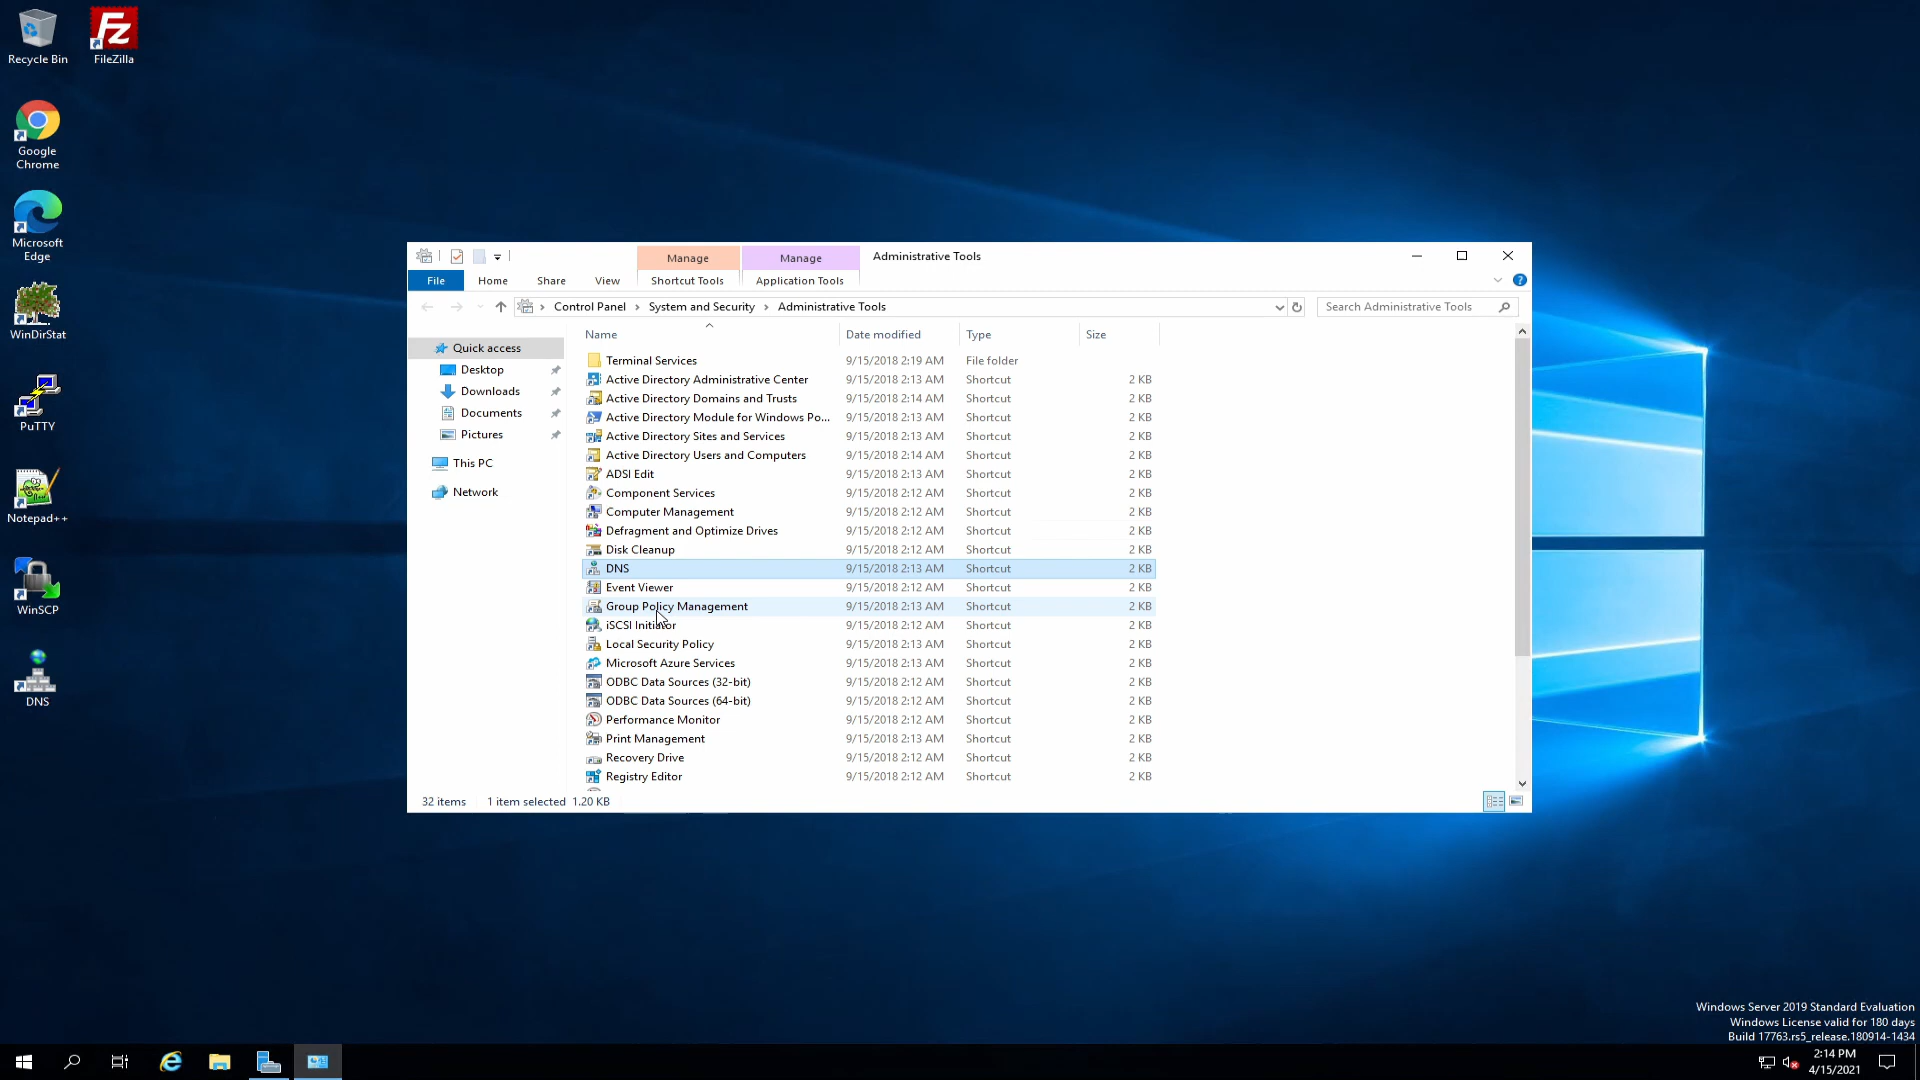 Recycle Bin
FileZilla
Google
Chrome
Microsoft
Edge
WinDirStat
PuTTY
Notepad++
WinSCP
DNS
Manage
Manage
Administrative Tools
File
Home
Share
View
Shortcut Tools
Application Tools
Control Panel > System and Security > Administrative Tools
Search Administrative Tools
Quick access
Desktop
Downloads
Documents
Pictures
This PC
Network
Name Date modified Type Size
Terminal Services 9/15/2018 2:19 AM File folder
Active Directory Administrative Center 9/15/2018 2:13 AM Shortcut 2 KB
Active Directory Domains and Trusts 9/15/2018 2:14 AM Shortcut 2 KB
Active Directory Module for Windows Po... 9/15/2018 2:13 AM Shortcut 2 KB
Active Directory Sites and Services 9/15/2018 2:13 AM Shortcut 2 KB
Active Directory Users and Computers 9/15/2018 2:14 AM Shortcut 2 KB
ADSI Edit 9/15/2018 2:13 AM Shortcut 2 KB
Component Services 9/15/2018 2:12 AM Shortcut 2 KB
Computer Management 9/15/2018 2:12 AM Shortcut 2 KB
Defragment and Optimize Drives 9/15/2018 2:12 AM Shortcut 2 KB
Disk Cleanup 9/15/2018 2:12 AM Shortcut 2 KB
DNS 9/15/2018 2:13 AM Shortcut 2 KB
Event Viewer 9/15/2018 2:12 AM Shortcut 2 KB
Group Policy Management 9/15/2018 2:13 AM Shortcut 2 KB
iSCSI Initiator 9/15/2018 2:12 AM Shortcut 2 KB
Local Security Policy 9/15/2018 2:13 AM Shortcut 2 KB
Microsoft Azure Services 9/15/2018 2:13 AM Shortcut 2 KB
ODBC Data Sources (32-bit) 9/15/2018 2:12 AM Shortcut 2 KB
ODBC Data Sources (64-bit) 9/15/2018 2:12 AM Shortcut 2 KB
Performance Monitor 9/15/2018 2:12 AM Shortcut 2 KB
Print Management 9/15/2018 2:13 AM Shortcut 2 KB
Recovery Drive 9/15/2018 2:12 AM Shortcut 2 KB
Registry Editor 9/15/2018 2:12 AM Shortcut 2 KB
32 items 1 item selected 1.20 KB
Windows Server 2019 Standard Evaluation
Windows License valid for 180 days
Build 17763.rs5_release.180914-1434
2:14 PM
4/15/2021